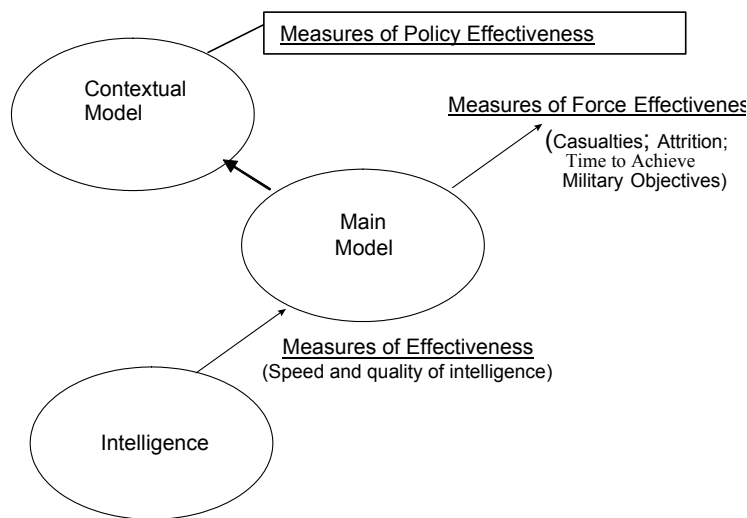 Measures of Policy Effectiveness
Contextual
Model
Measures of Force Effectivenes
(Casualties; Attrition;
Time to Achieve
Military Objectives)
Main
Model
Measures of Effectiveness
(Speed and quality of intelligence)
Intelligence